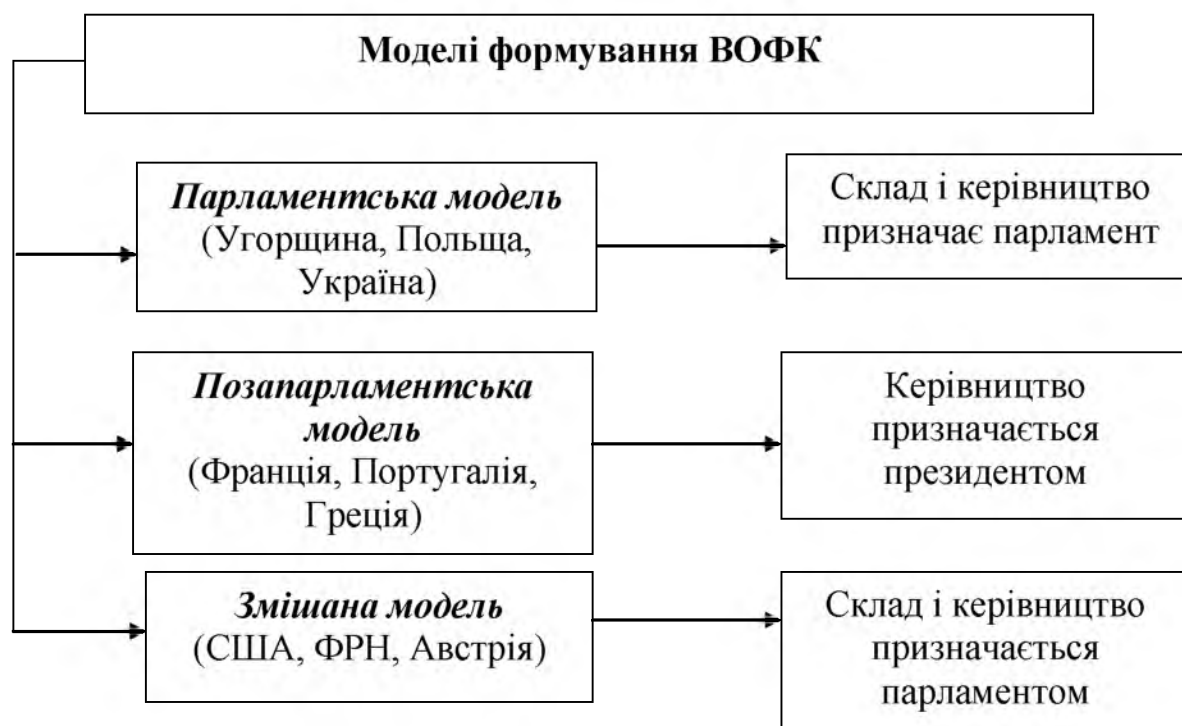 Моделі формування ВОФК
Парламентська модель
(Угорщина, Польща,
Україна)
Склад і керівництво
призначає парламент
Позапарламентська
модель
(Франція, Португалія,
Греція)
Керівництво
призначається
президентом
Змішана модель
(США, ФРН, Австрія)
Склад і керівництво
призначається
парламентом